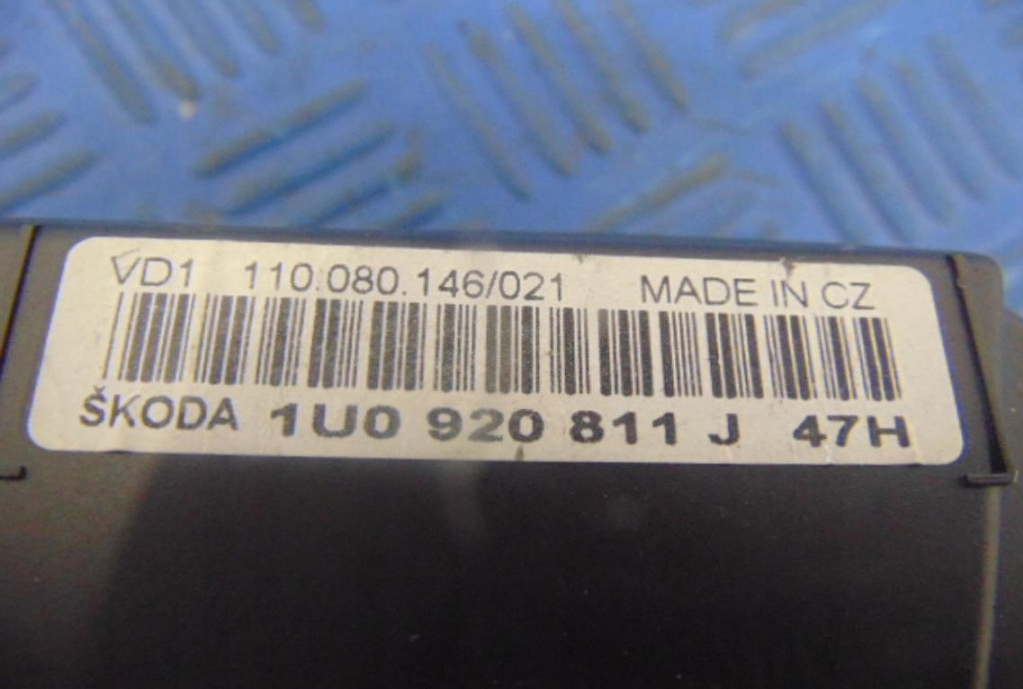 VD1 110.080.146/021 MADE IN CZ
ŠKODA 1U0 920 811 J 47H